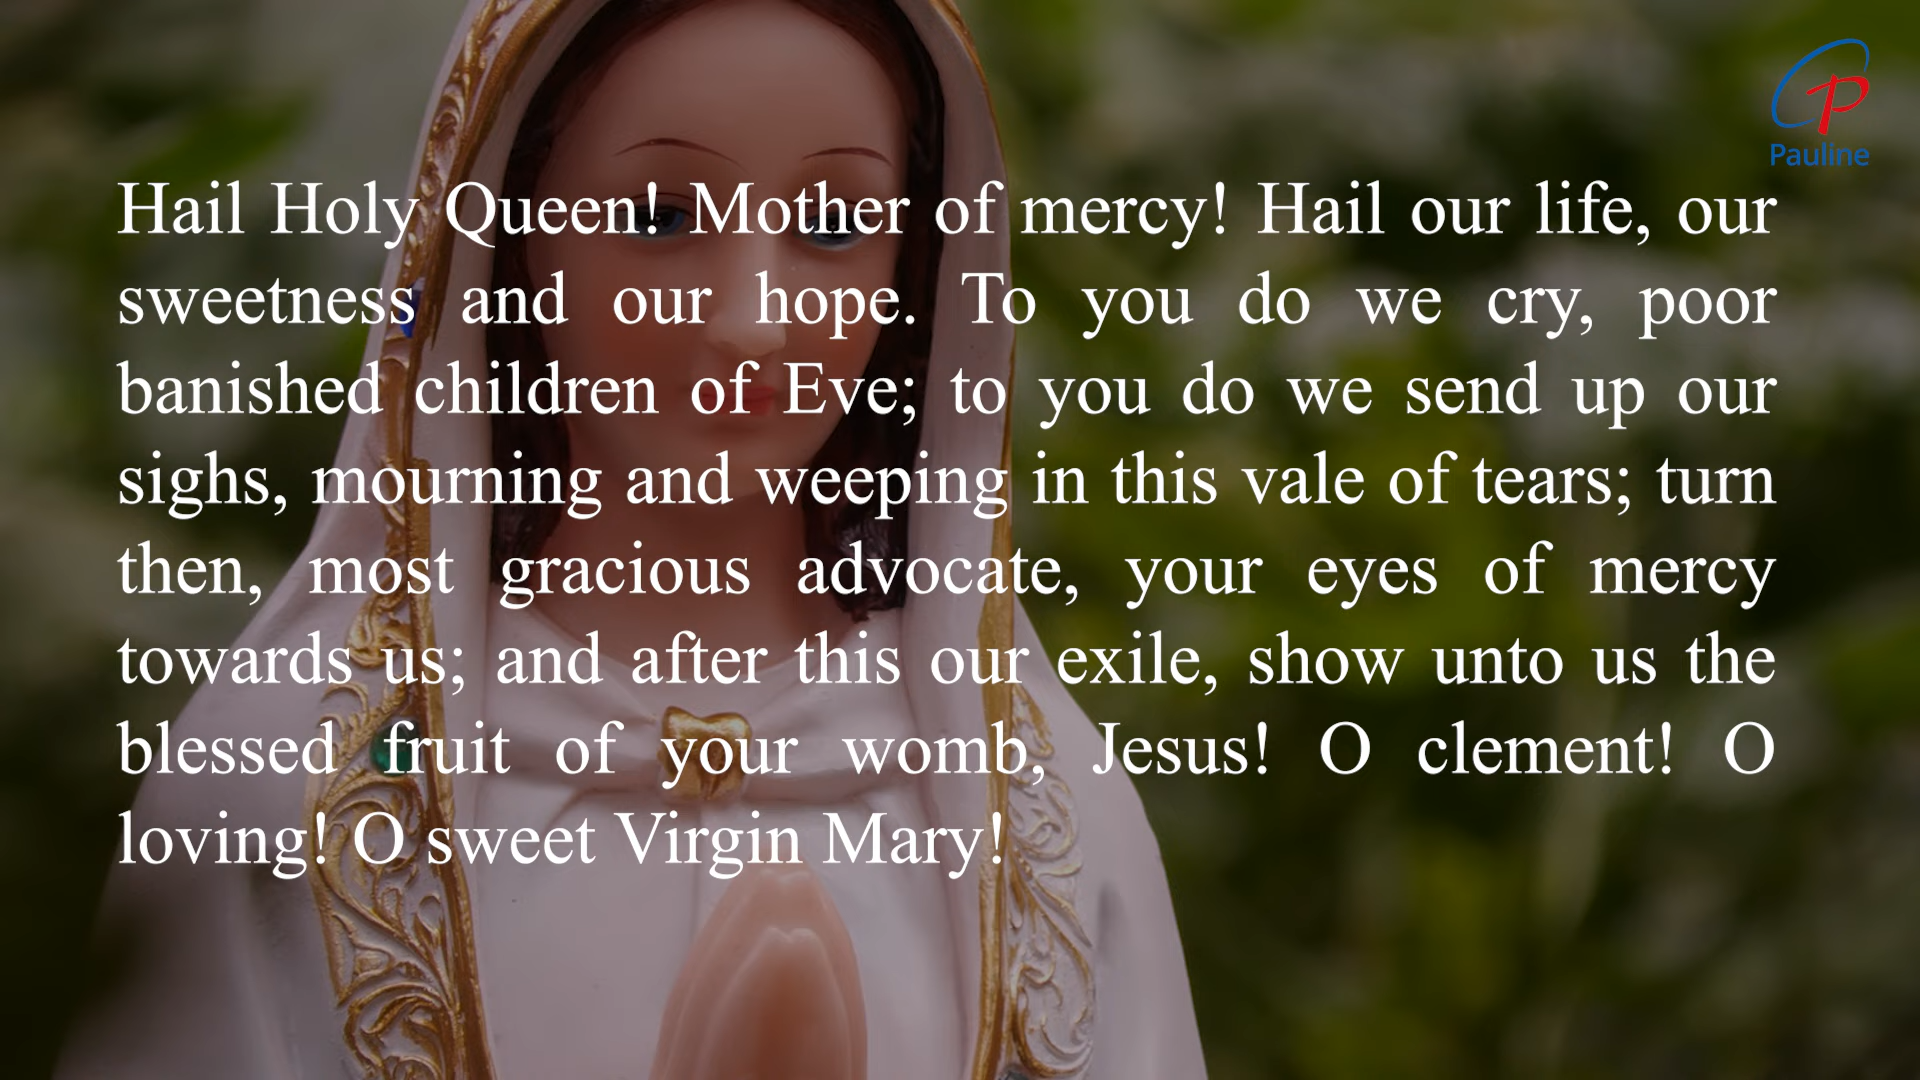 Pauline
Hail Holy Queen! Mother of mercy! Hail our life, our
sweetness and our hope. To you do we cry, poor
banished children of Eve; to you do we send up our
sighs, mourning and weeping in this vale of tears; turn
then, most gracious advocate, your eyes of mercy
towards us; and after this our exile, show unto us the
blessed fruit of your womb, Jesus! O clement! O
loving! O sweet Virgin Mary!